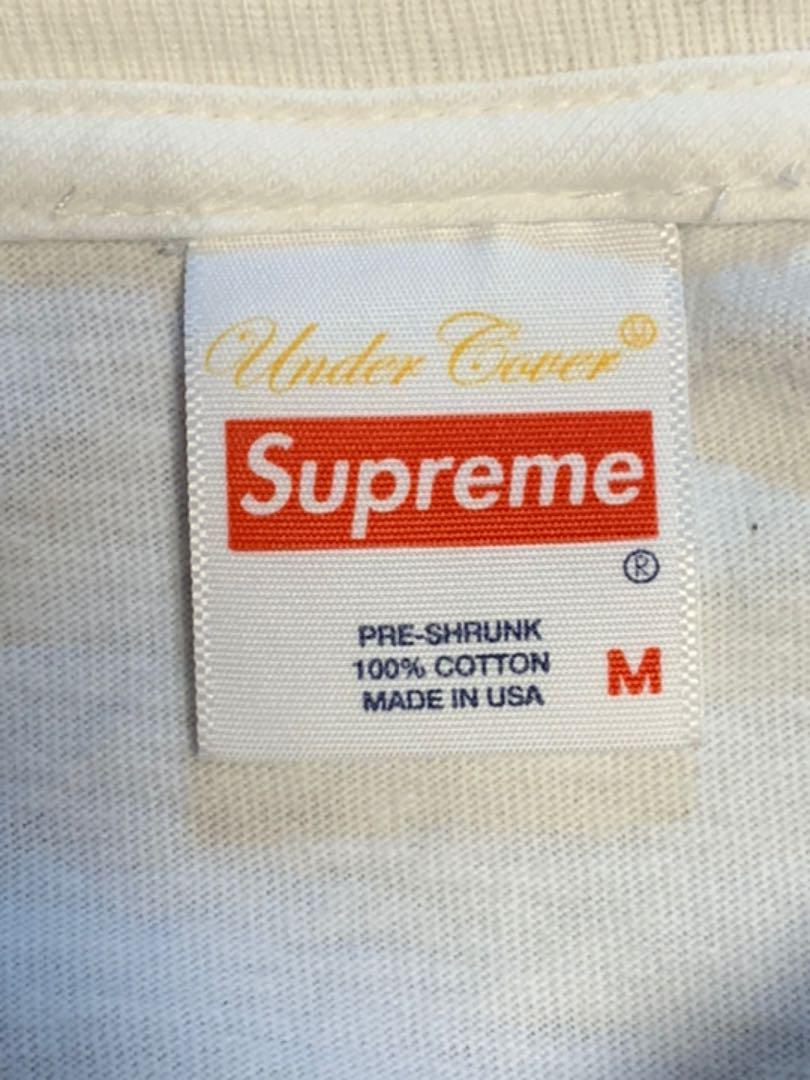 Under Cover
Supreme
®
PRE-SHRUNK
100% COTTON
MADE IN USA
M